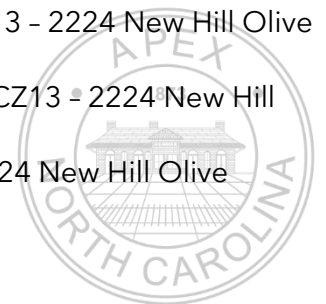 3 – 2224 New Hill Olive
CZ13 – 2224 New Hill
24 New Hill Olive
APEX
NORTH CAROLINA